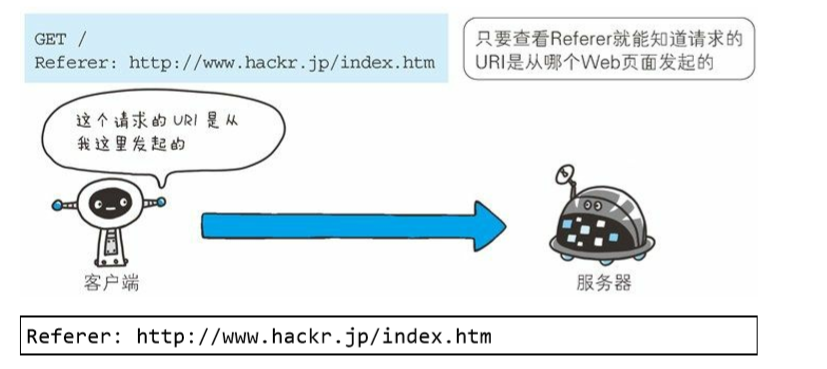 GET /
Referer: http://www.hackr.jp/index.htm
只要查看Referer就能知道请求的
URI是从哪个Web页面发起的
这个请求的 URI 是从
我这里发起的
客户端
服务器
Referer: http://www.hackr.jp/index.htm